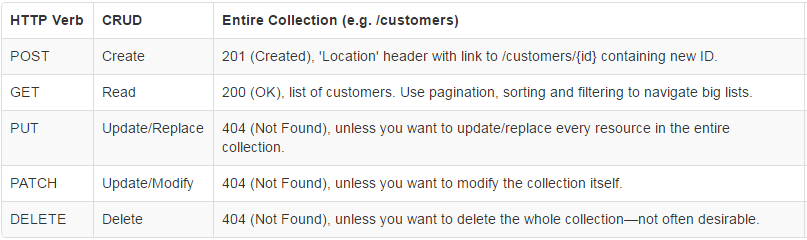 HTTP Verb CRUD Entire Collection (e.g. /customers)
POST Create 201 (Created), 'Location' header with link to /customers/{id} containing new ID.
GET Read 200 (OK), list of customers. Use pagination, sorting and filtering to navigate big lists.
PUT Update/Replace 404 (Not Found), unless you want to update/replace every resource in the entire
collection.
PATCH Update/Modify 404 (Not Found), unless you want to modify the collection itself.
DELETE Delete 404 (Not Found), unless you want to delete the whole collection—not often desirable.